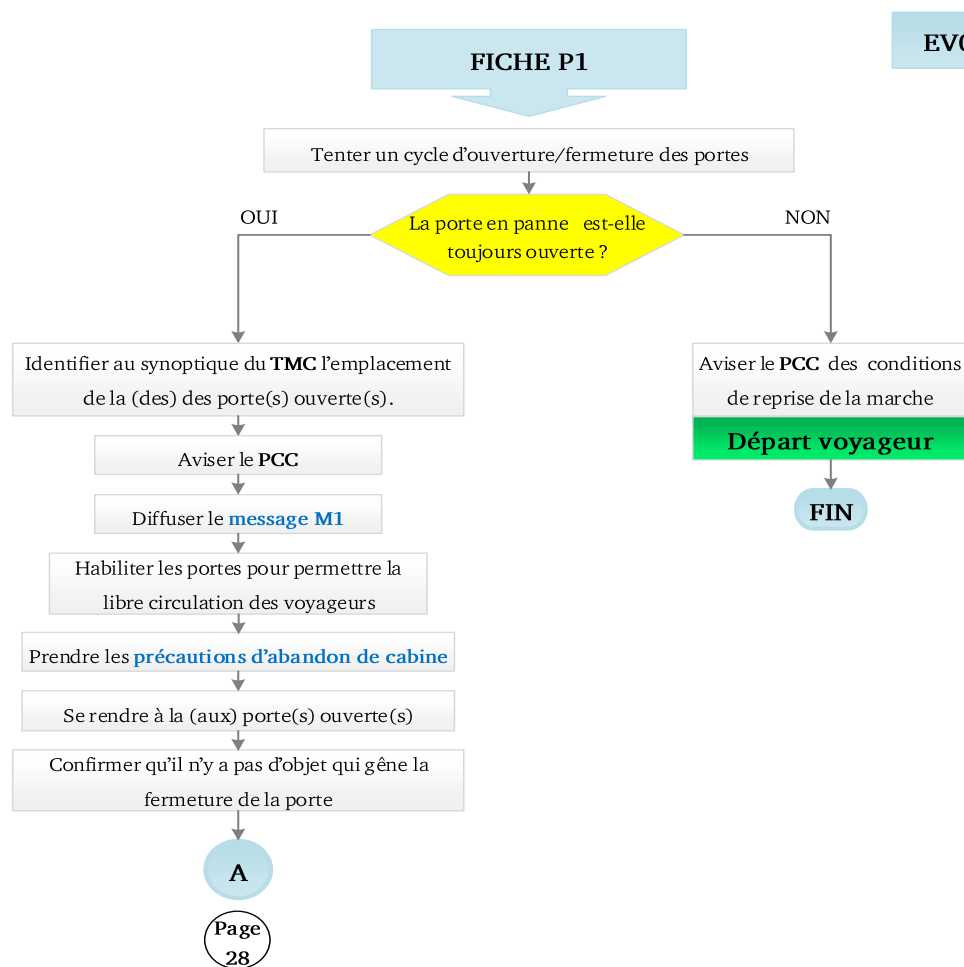 FICHE P1
EV0
Tenter un cycle d'ouverture/fermeture des portes
OUI
NON
La porte en panne est-elle
toujours ouverte ?
Identifier au synoptique du TMC l'emplacement
de la (des) des porte(s) ouverte(s).
Aviser le PCC des conditions
de reprise de la marche
Départ voyageur
FIN
Aviser le PCC
Diffuser le message M1
Habiliter les portes pour permettre la
libre circulation des voyageurs
Prendre les précautions d'abandon de cabine
Se rendre à la (aux) porte(s) ouverte(s)
Confirmer qu'il n'y a pas d'objet qui gêne la
fermeture de la porte
A
Page
28